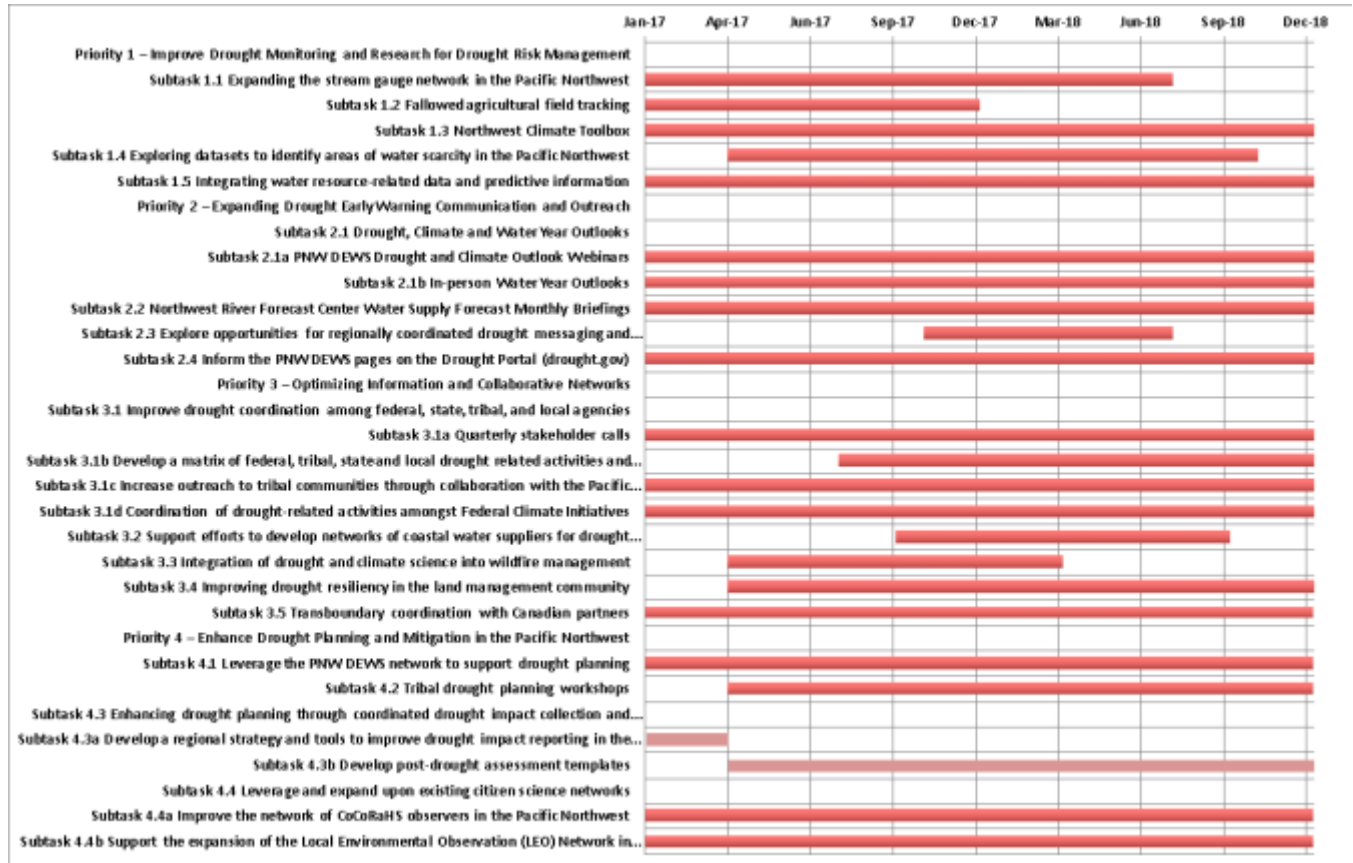 Jan-17 Apr-17 Jun-17 Sep-17 Dec-17 Mar-18 Jun-18 Sep-18 Dec-18
Priority 1 – Improve Drought Monitoring and Research for Drought Risk Management
Subtask 1.1 Expanding the stream gauge network in the Pacific Northwest
Subtask 1.2 Fallowed agricultural field tracking
Subtask 1.3 Northwest Climate Toolbox
Subtask 1.4 Exploring datasets to identify areas of water scarcity in the Pacific Northwest
Subtask 1.5 Integrating water resource-related data and predictive information
Priority 2 – Expanding Drought Early Warning Communication and Outreach
Subtask 2.1 Drought, Climate and Water Year Outlooks
Subtask 2.1a PNW DEWS Drought and Climate Outlook Webinars
Subtask 2.1b In-person Water Year Outlooks
Subtask 2.2 Northwest River Forecast Center Water Supply Forecast Monthly Briefings
Subtask 2.3 Explore opportunities for regionally coordinated drought messaging and...
Subtask 2.4 Inform the PNW DEWS pages on the Drought Portal (drought.gov)
Priority 3 – Optimizing Information and Collaborative Networks
Subtask 3.1 Improve drought coordination among federal, state, tribal, and local agencies
Subtask 3.1a Quarterly stakeholder calls
Subtask 3.1b Develop a matrix of federal, tribal, state and local drought related activities and...
Subtask 3.1c Increase outreach to tribal communities through collaboration with the Pacific...
Subtask 3.1d Coordination of drought-related activities amongst Federal Climate Initiatives
Subtask 3.2 Support efforts to develop networks of coastal water suppliers for drought...
Subtask 3.3 Integration of drought and climate science into wildfire management
Subtask 3.4 Improving drought resiliency in the land management community
Subtask 3.5 Transboundary coordination with Canadian partners
Priority 4 – Enhance Drought Planning and Mitigation in the Pacific Northwest
Subtask 4.1 Leverage the PNW DEWS network to support drought planning
Subtask 4.2 Tribal drought planning workshops
Subtask 4.3 Enhancing drought planning through coordinated drought impact collection and...
Subtask 4.3a Develop a regional strategy and tools to improve drought impact reporting in the...
Subtask 4.3b Develop post-drought assessment templates
Subtask 4.4 Leverage and expand upon existing citizen science networks
Subtask 4.4a Improve the network of CoCoRaHS observers in the Pacific Northwest
Subtask 4.4b Support the expansion of the Local Environmental Observation (LEO) Network in...